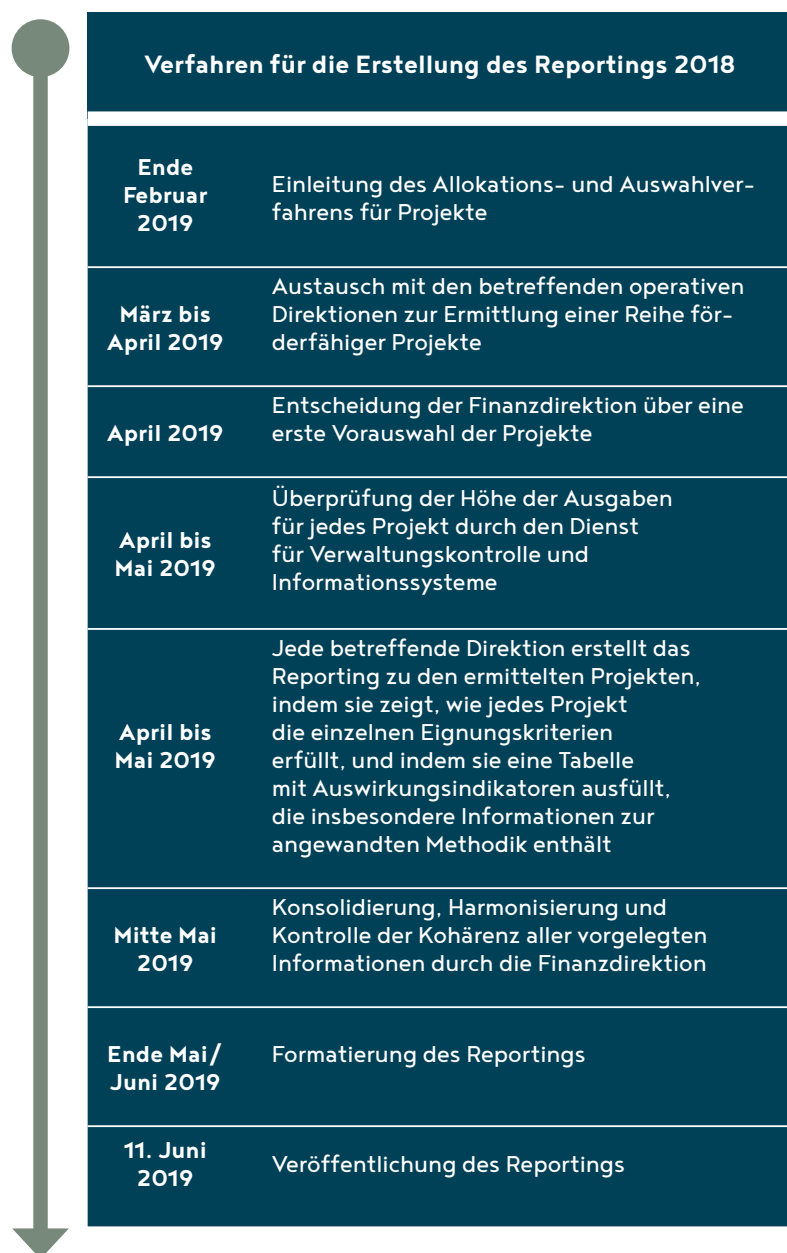 Verfahren für die Erstellung des Reportings 2018
Ende
Februar
2019
Einleitung des Allokations- und Auswahlver-
fahrens für Projekte
März bis
April 2019
Austausch mit den betreffenden operativen
Direktionen zur Ermittlung einer Reihe för-
derfähiger Projekte
April 2019
Entscheidung der Finanzdirektion über eine
erste Vorauswahl der Projekte
April bis
Mai 2019
Überprüfung der Höhe der Ausgaben
für jedes Projekt durch den Dienst
für Verwaltungskontrolle und
Informationssysteme
April bis
Mai 2019
Jede betreffende Direktion erstellt das
Reporting zu den ermittelten Projekten,
indem sie zeigt, wie jedes Projekt
die einzelnen Eignungskriterien
erfüllt, und indem sie eine Tabelle
mit Auswirkungsindikatoren ausfüllt,
die insbesondere Informationen zur
angewandten Methodik enthält
Mitte Mai
2019
Konsolidierung, Harmonisierung und
Kontrolle der Kohärenz aller vorgelegten
Informationen durch die Finanzdirektion
Ende Mai/
Juni 2019
Formatierung des Reportings
11. Juni
2019
Veröffentlichung des Reportings